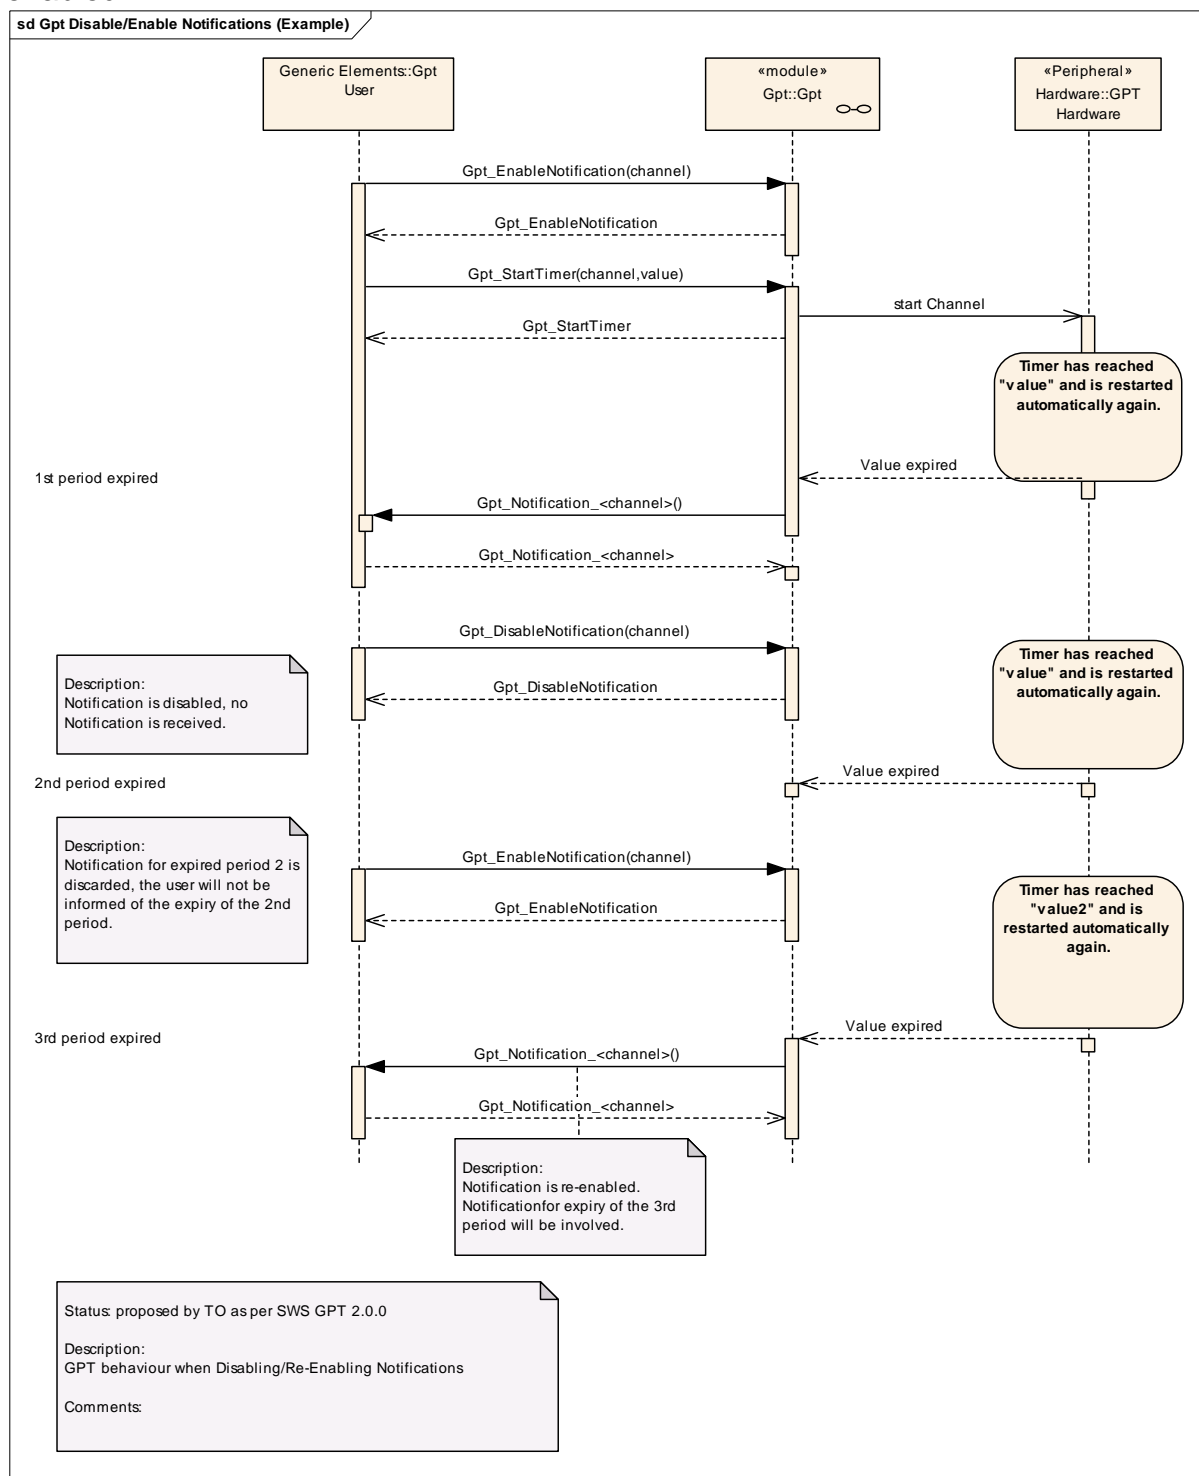 sd Gpt Disable/Enable Notifications (Example)
Generic Elements::Gpt
User
«module»
Gpt::Gpt
«Peripheral»
Hardware::GPT
Hardware
Gpt_EnableNotification(channel)
Gpt_EnableNotification
Gpt_StartTimer(channel,value)
start Channel
Gpt_StartTimer
Timer has reached
"value" and is restarted
automatically again.
Value expired
1st period expired
Gpt_Notification_<channel>()
Gpt_Notification_<channel>
Gpt_DisableNotification(channel)
Timer has reached
"value" and is restarted
automatically again.
Description:
Notification is disabled, no
Notification is received.
Gpt_DisableNotification
Value expired
2nd period expired
Description:
Notification for expired period 2 is
discarded, the user will not be
informed of the expiry of the 2nd
period.
Gpt_EnableNotification(channel)
Gpt_EnableNotification
Timer has reached
"value2" and is
restarted automatically
again.
Value expired
3rd period expired
Gpt_Notification_<channel>()
Gpt_Notification_<channel>
Description:
Notification is re-enabled.
Notificationfor expiry of the 3rd
period will be involved.
Status: proposed by TO as per SWS GPT 2.0.0
Description:
GPT behaviour when Disabling/Re-Enabling Notifications
Comments: